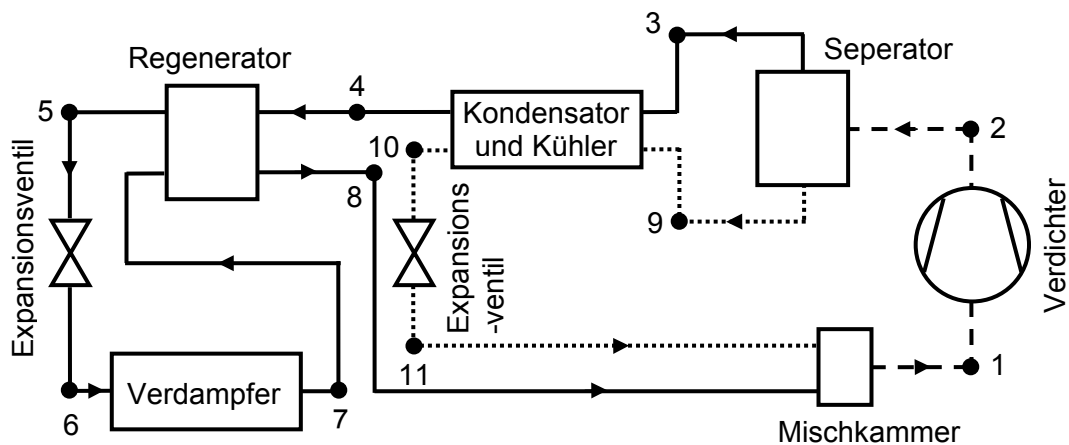 3
Regenerator
Seperator
5
4
Kondensator
und Kühler
10
2
8
9
Expansionsventil
Expansions
-ventil
Verdichter
11
1
6
Verdampfer
7
Mischkammer